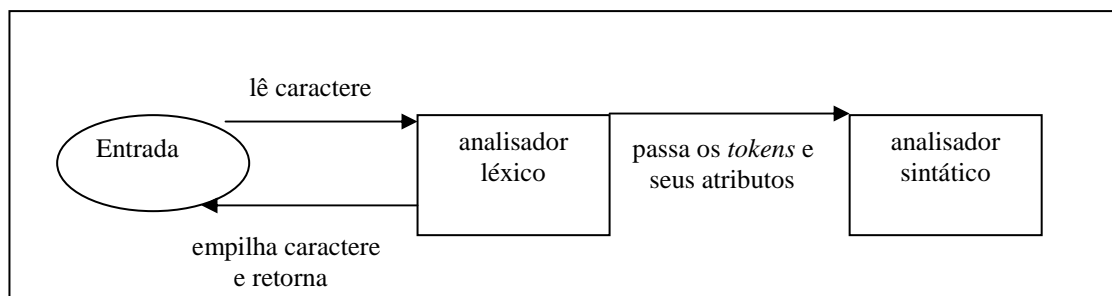 lê caractere
Entrada
analisador
léxico
passa os tokens e
seus atributos
analisador
sintático
empilha caractere
e retorna